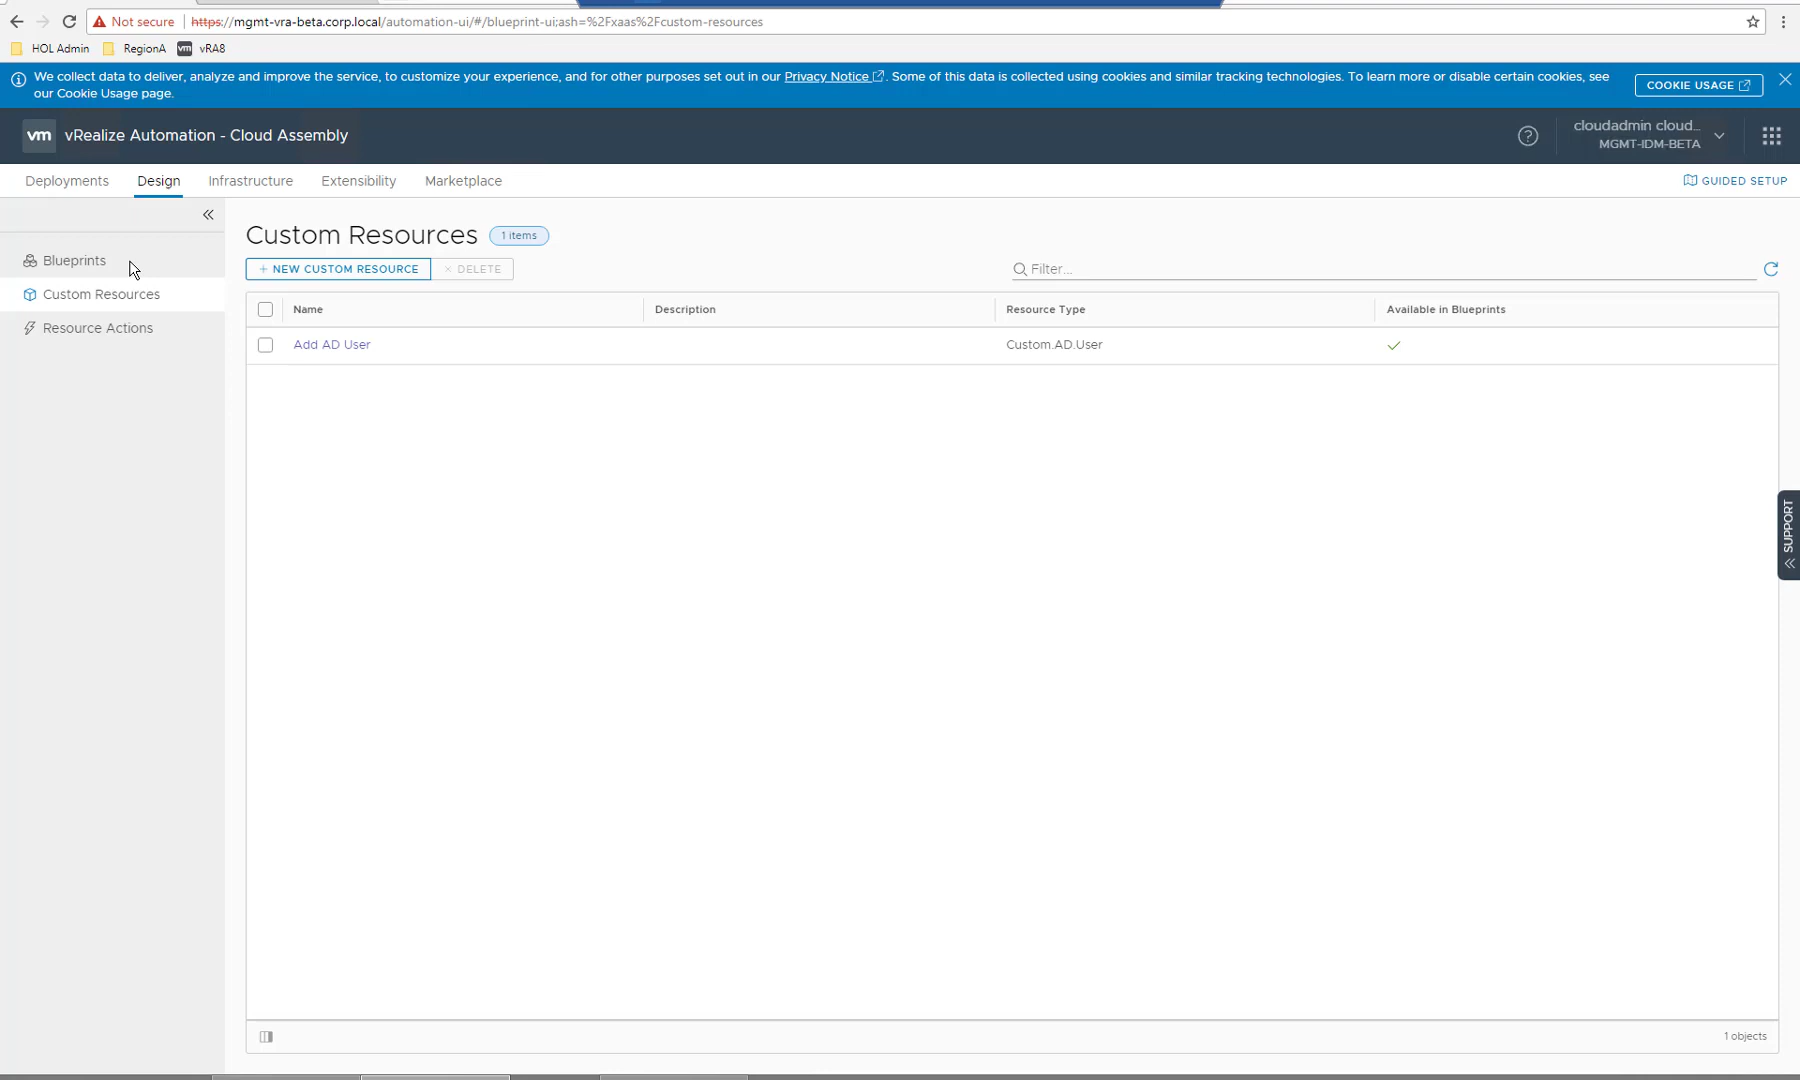 Not secure https://mgmt-vra-beta.corp.local/automation-ui/#/blueprint-ui;ash=%2Fxaas%2Fcustom-resources
HOL Admin RegionA vm vRA8
We collect data to deliver, analyze and improve the service, to customize your experience, and for other purposes set out in our Privacy Notice. Some of this data is collected using cookies and similar tracking technologies. To learn more or disable certain cookies, see
our Cookie Usage page.
COOKIE USAGE
vm vRealize Automation - Cloud Assembly
cloudadmin cloud...
MGMT-IDM-BETA
Deployments Design Infrastructure Extensibility Marketplace GUIDED SETUP
Blueprints
Custom Resources
Resource Actions
Custom Resources 1 items
+ NEW CUSTOM RESOURCE × DELETE Filter...
Name Description Resource Type Available in Blueprints
Add AD User Custom.AD.User
SUPPORT
1 objects